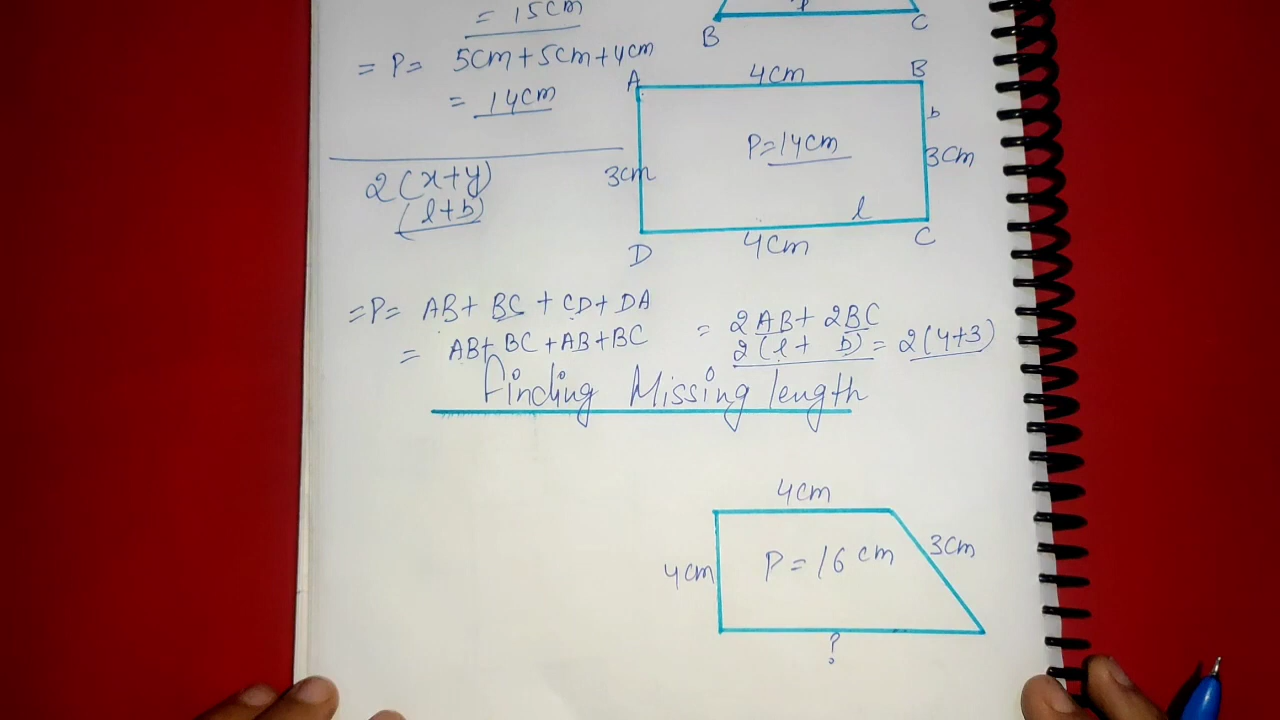 = 15cm
= P= 5cm+5cm+4cm
= 14cm
B
C
A
4cm
B
b
P=14cm
3cm
3cm
l
D
4cm
C
2(x+y)
(l+b)
=P= AB+ BC + CD+ DA
= AB+ BC +AB+BC
= 2AB+ 2BC
2(l+ b) = 2(4+3)
Finding Missing length
4cm
4cm
P=16 cm
3cm
?